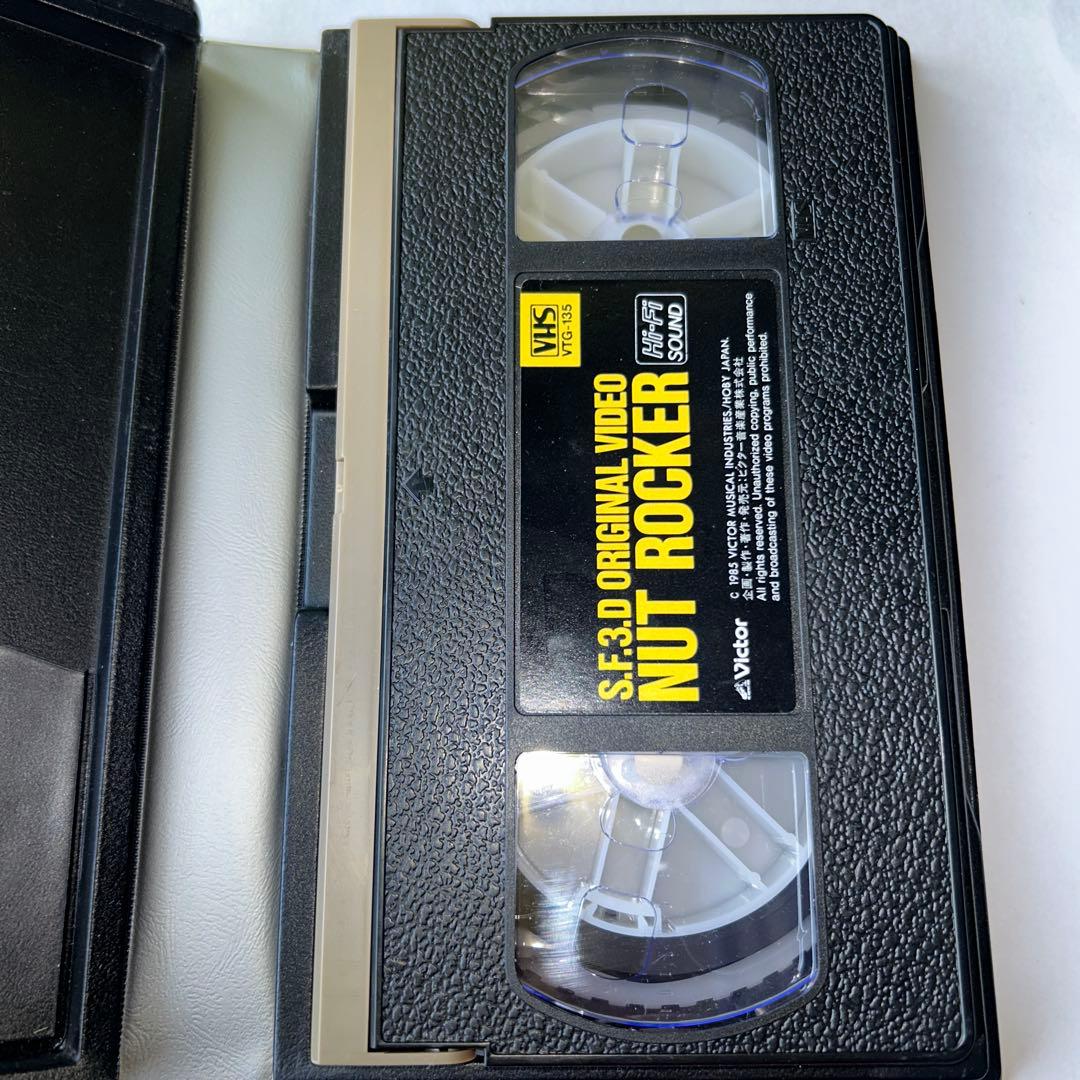 VHS
VTG-135
S.F.3.D ORIGINAL VIDEO
NUT ROCKER
Hi-Fi
SOUND
Victor
C 1985 VICTOR MUSICAL INDUSTRIES./HOBY JAPAN.
企画・製作・著作・発売元:ビクター音楽産業株式会社
All rights reserved. Unauthorized copying, public performance
and broadcasting of these video programs prohibited.